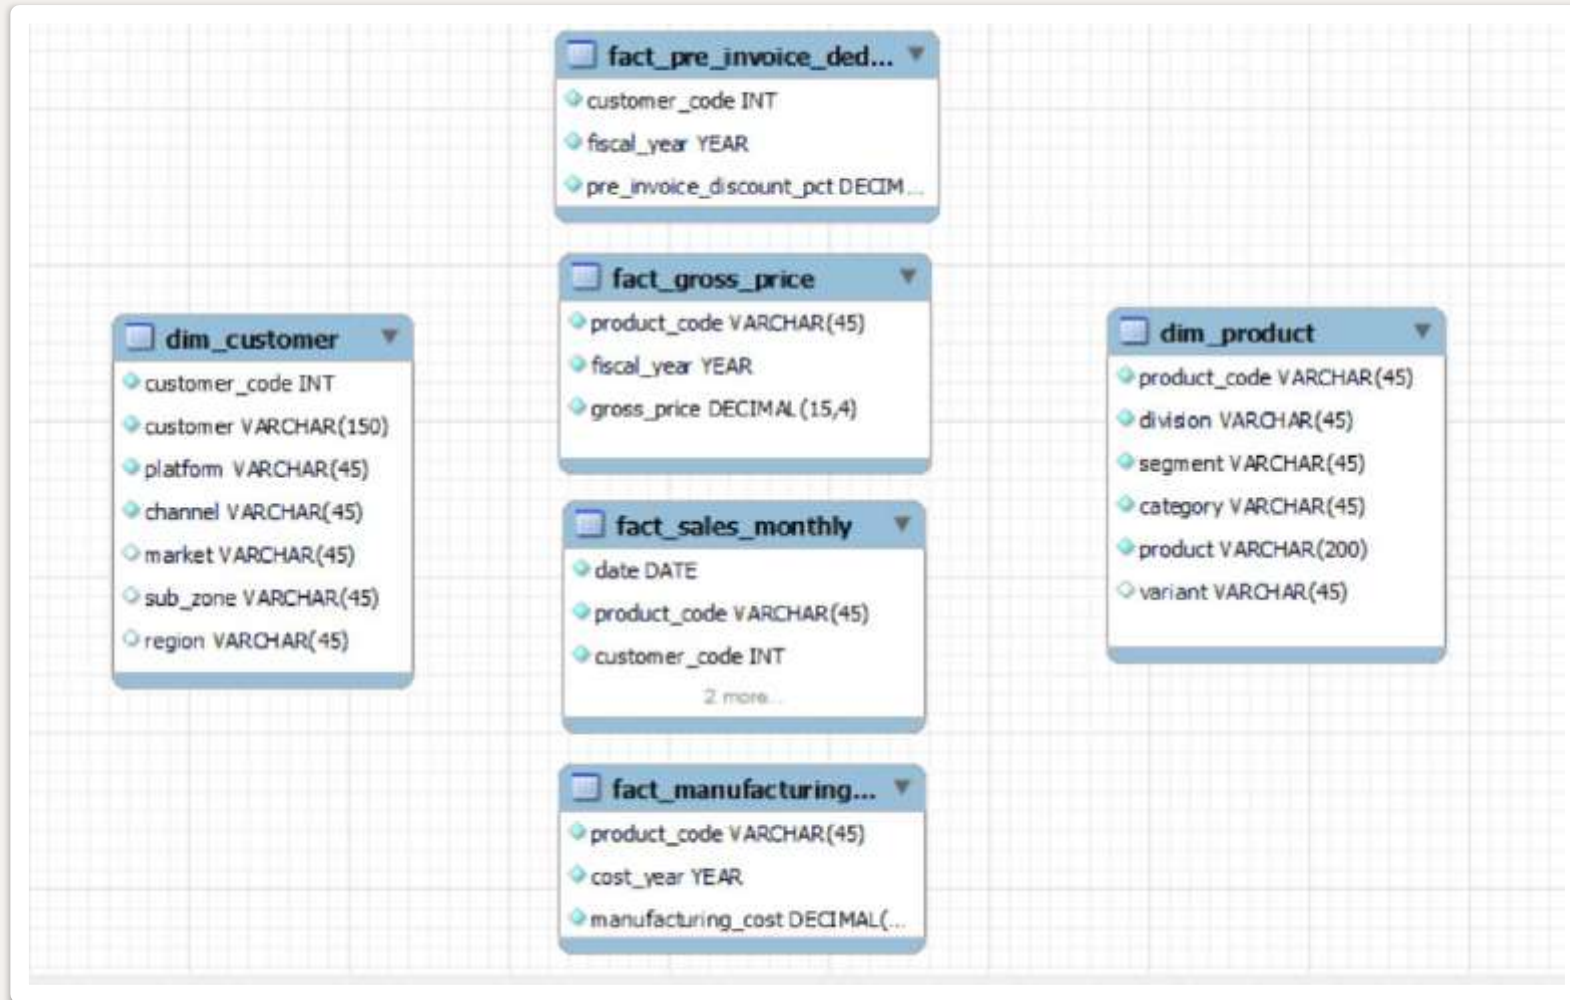 fact_pre_invoice_ded...
customer_code INT
fiscal_year YEAR
pre_invoice_discount_pct DECIM...
fact_gross_price
product_code VARCHAR(45)
fiscal_year YEAR
gross_price DECIMAL(15,4)
dim_customer
customer_code INT
customer VARCHAR(150)
platform VARCHAR(45)
channel VARCHAR(45)
market VARCHAR(45)
sub_zone VARCHAR(45)
region VARCHAR(45)
dim_product
product_code VARCHAR(45)
division VARCHAR(45)
segment VARCHAR(45)
category VARCHAR(45)
product VARCHAR(200)
variant VARCHAR(45)
fact_sales_monthly
date DATE
product_code VARCHAR(45)
customer_code INT
2 more...
fact_manufacturing...
product_code VARCHAR(45)
cost_year YEAR
manufacturing_cost DECIMAL(...